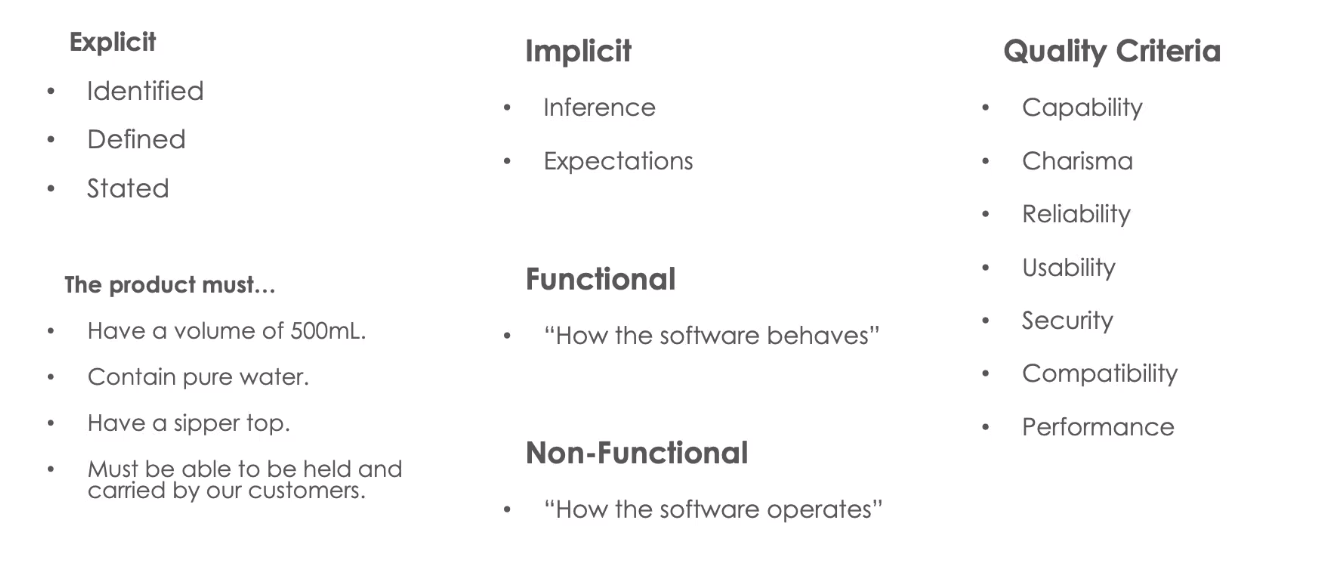 Explicit
• Identified
• Defined
• Stated
The product must…
• Have a volume of 500mL.
• Contain pure water.
• Have a sipper top.
• Must be able to be held and
carried by our customers.
Implicit
• Inference
• Expectations
Functional
• “How the software behaves”
Non-Functional
• “How the software operates”
Quality Criteria
• Capability
• Charisma
• Reliability
• Usability
• Security
• Compatibility
• Performance